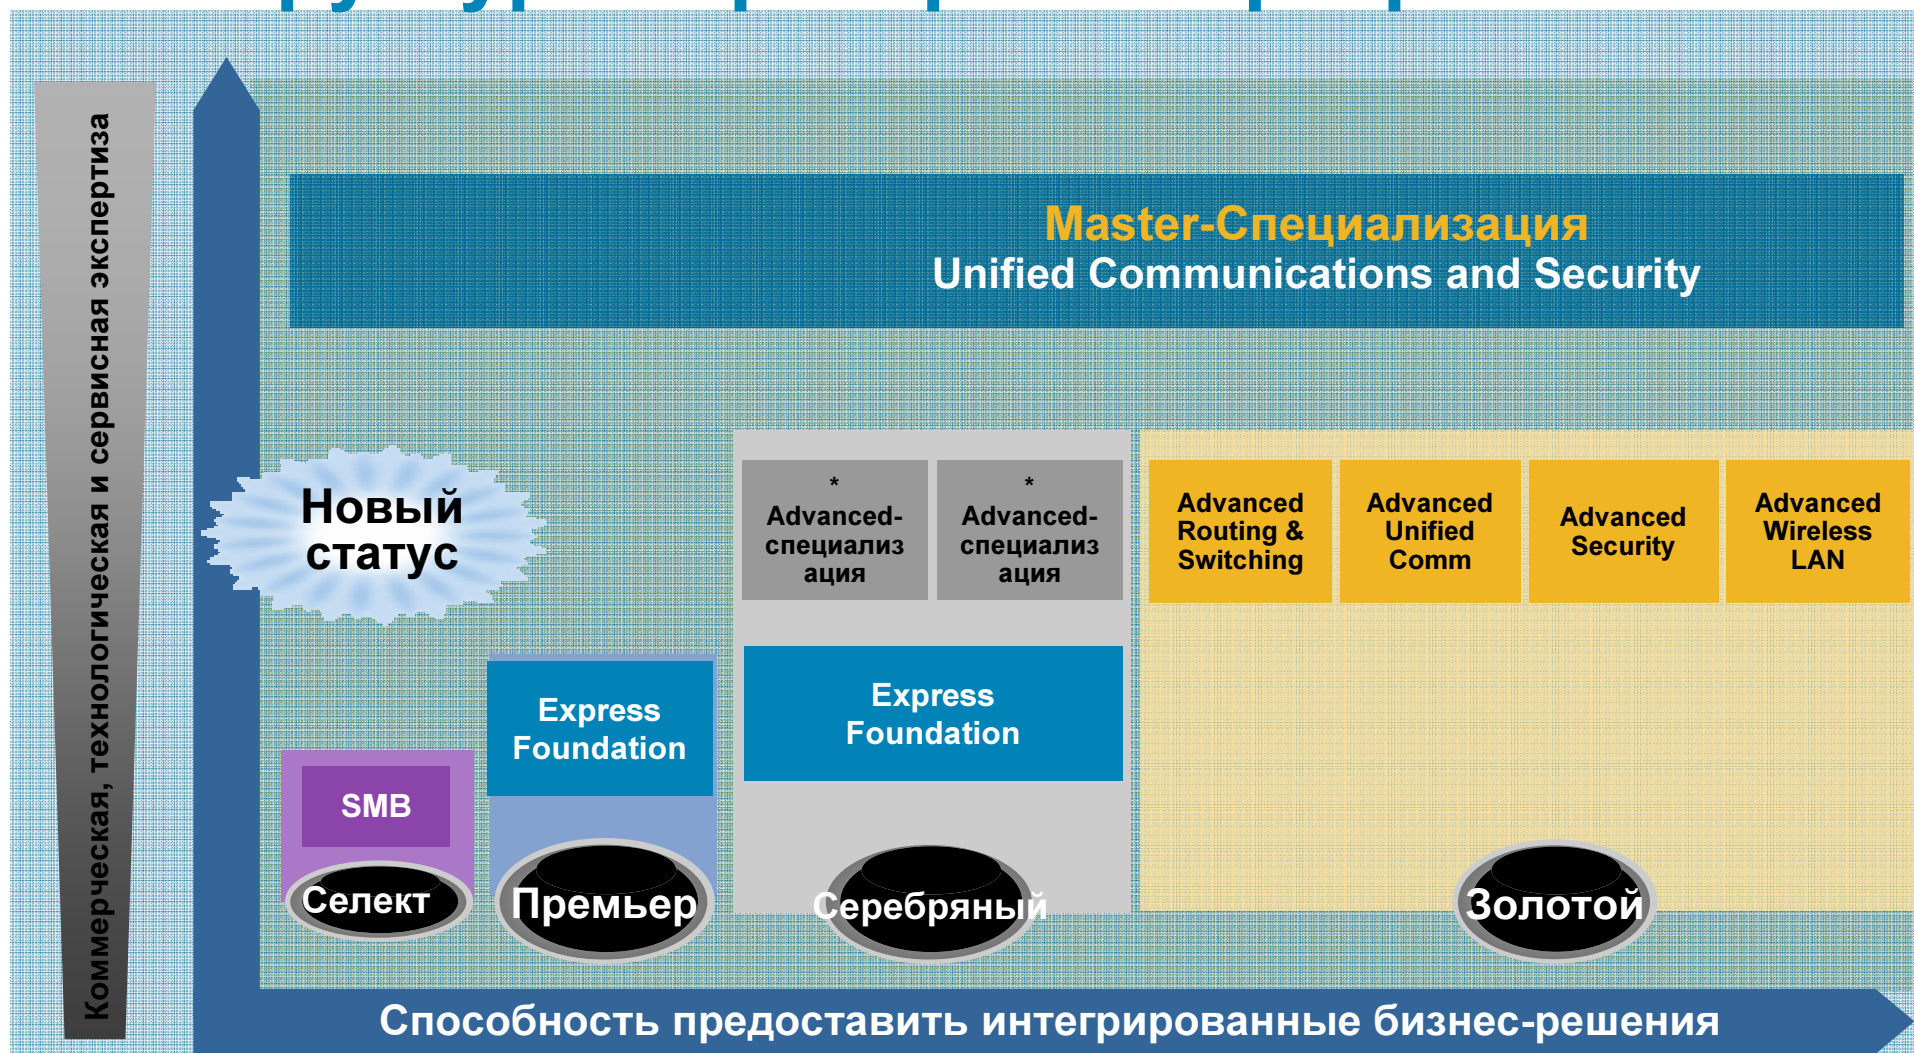 Коммерческая, технологическая и сервисная экспертиза
Master-Специализация
Unified Communications and Security
Новый
статус
*
Advanced-
специализ
ация
*
Advanced-
специализ
ация
Advanced
Routing &
Switching
Advanced
Unified
Comm
Advanced
Security
Advanced
Wireless
LAN
Express
Foundation
Express
Foundation
SMB
Селект
Премьер
Серебряный
Золотой
Способность предоставить интегрированные бизнес-решения